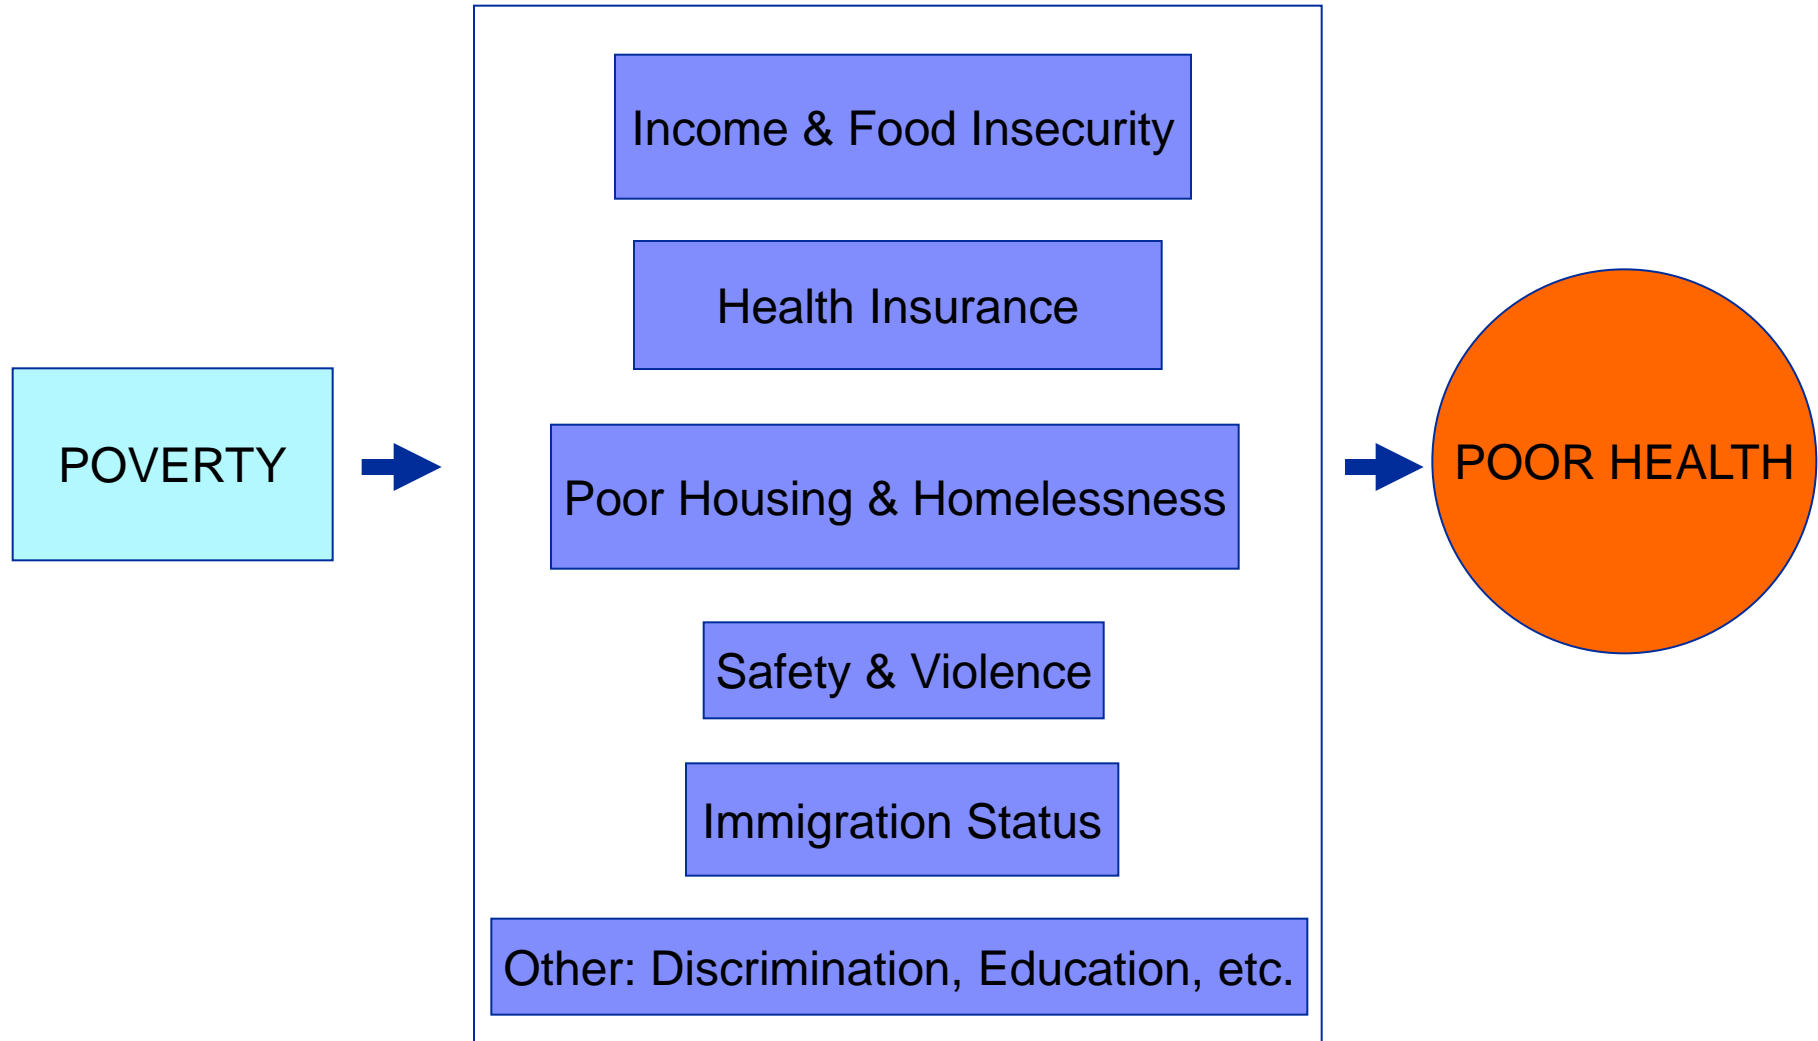 Income & Food Insecurity
Health Insurance
POVERTY
Poor Housing & Homelessness
POOR HEALTH
Safety & Violence
Immigration Status
Other: Discrimination, Education, etc.